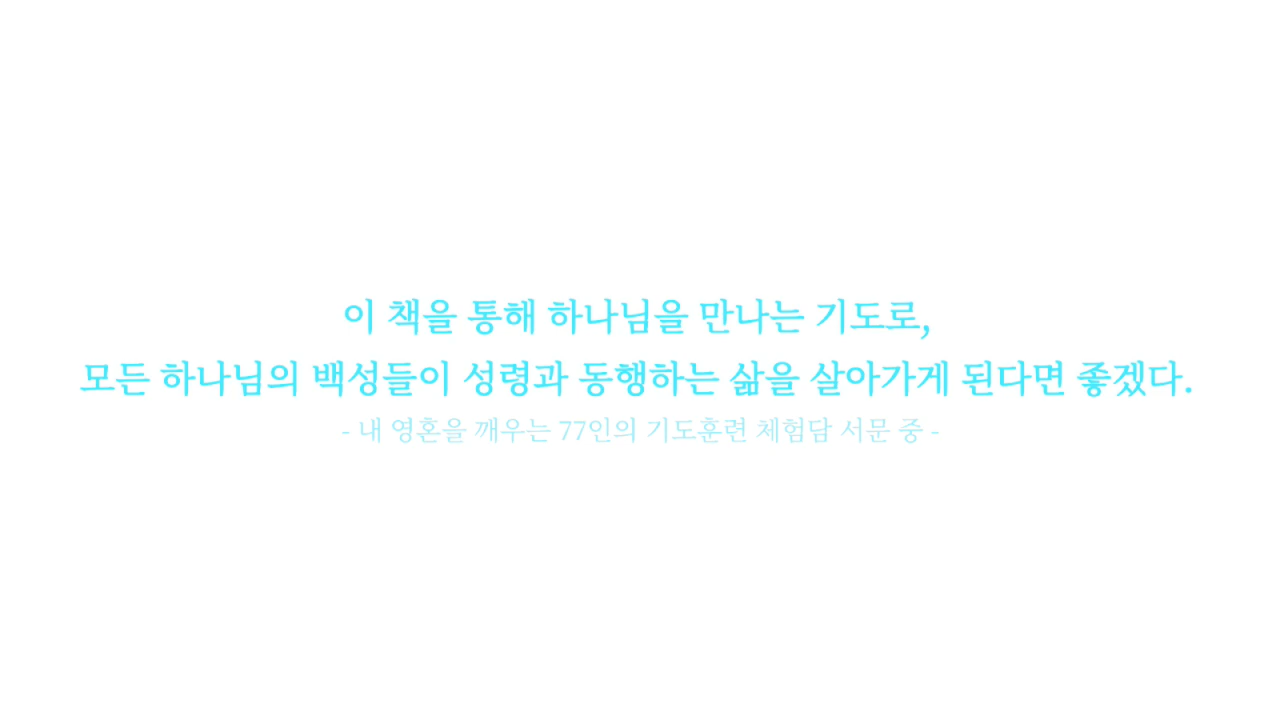 이 책을 통해 하나님을 만나는 기도로,
모든 하나님의 백성들이 성령과 동행하는 삶을 살아가게 된다면 좋겠다.
- 내 영혼을 깨우는 77인의 기도훈련 체험담 서문 중 -